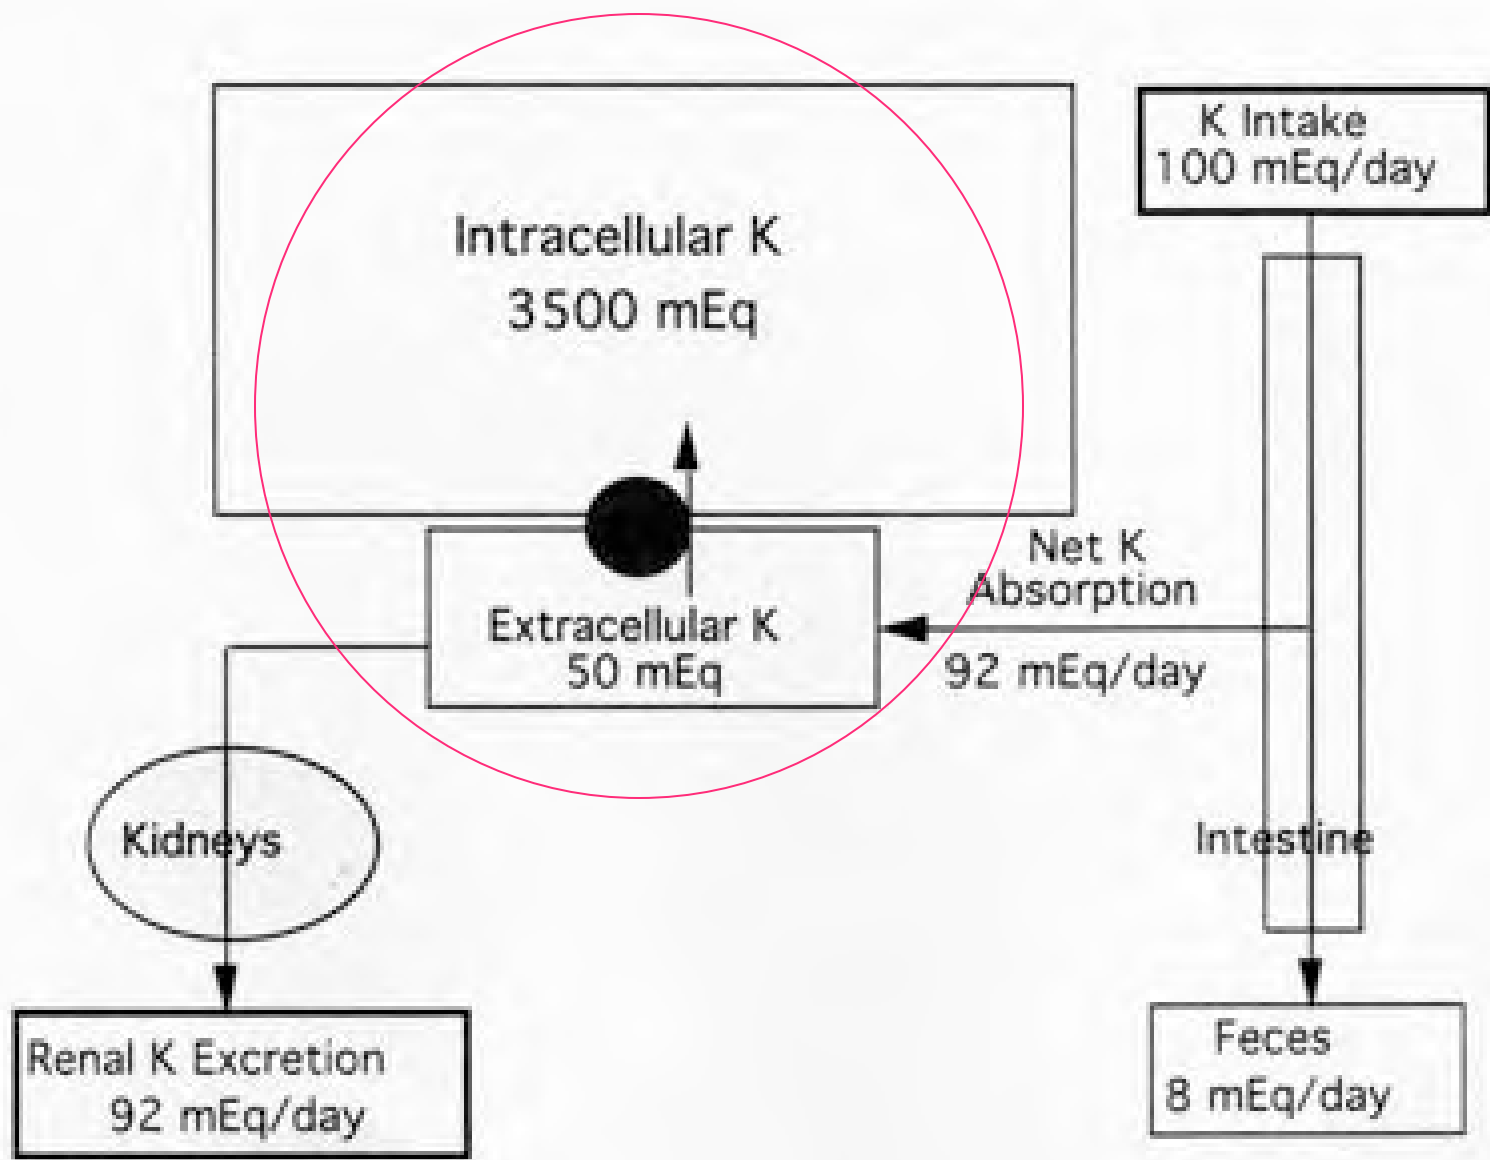 K Intake
100 mEq/day
Intracellular K
3500 mEq
Net K
Absorption
92 mEq/day
Extracellular K
50 mEq
Kidneys
Intestine
Renal K Excretion
92 mEq/day
Feces
8 mEq/day